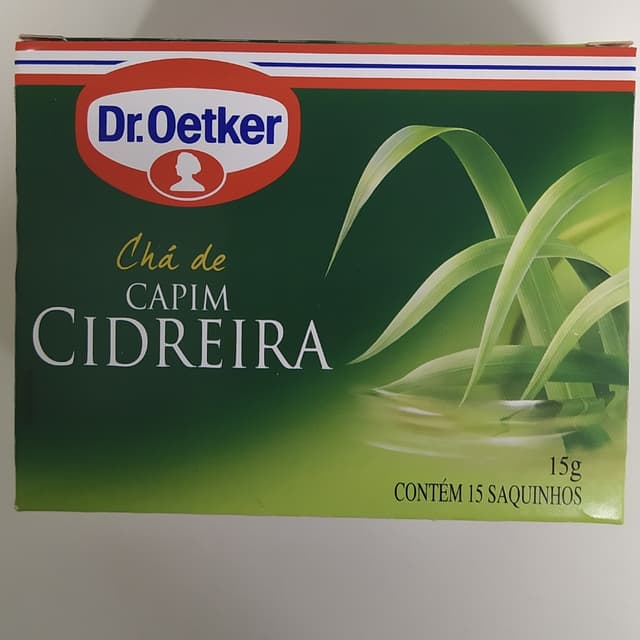 Dr.Oetker
Chá de
CAPIM
CIDREIRA
15g
CONTÉM 15 SAQUINHOS